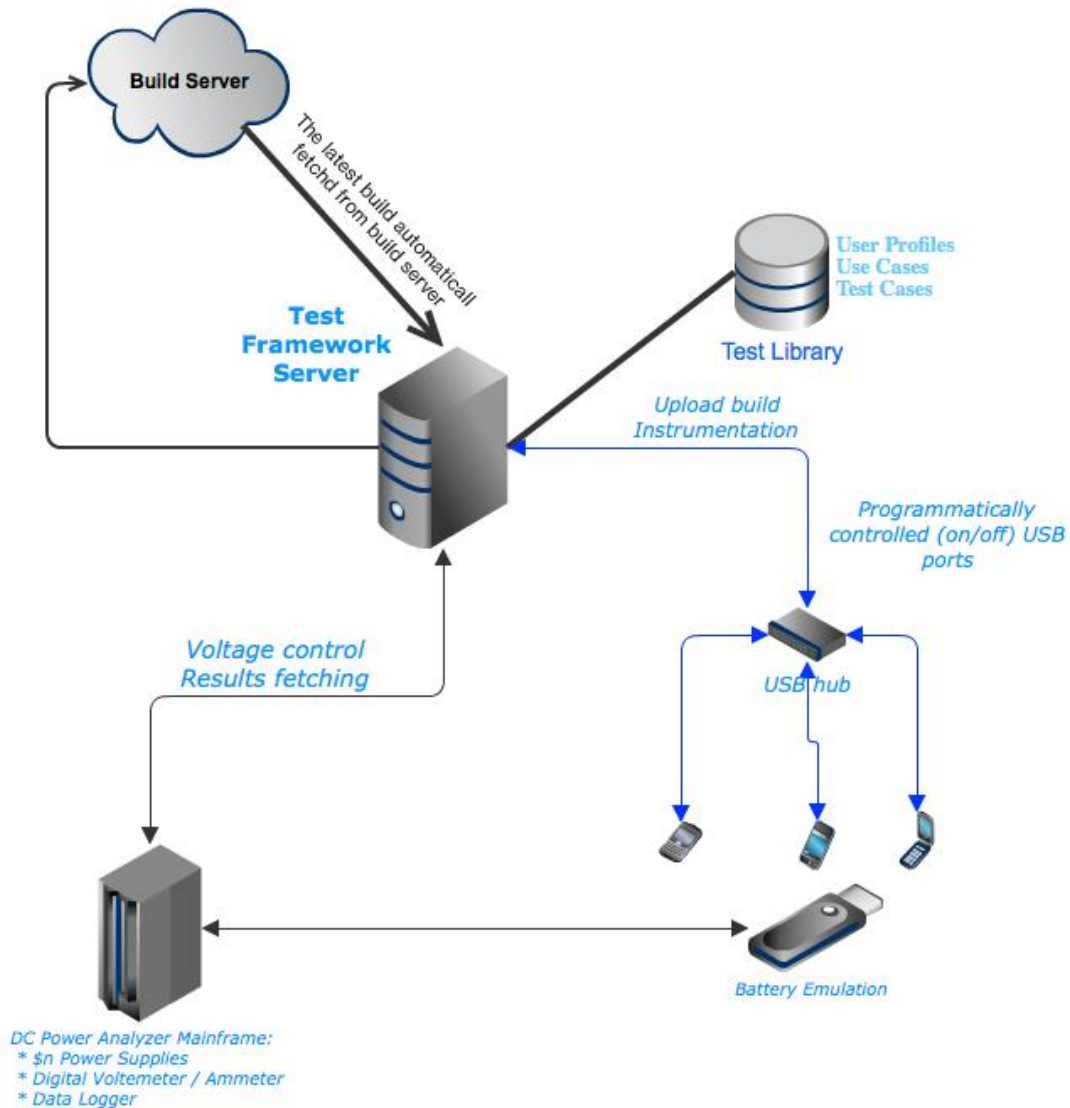 Build Server
The latest build automaticall
fetchd from build server
User Profiles
Use Cases
Test Cases
Test Library
Test
Framework
Server
Upload build
Instrumentation
Programmatically
controlled (on/off) USB
ports
Voltage control
Results fetching
USB hub
Battery Emulation
DC Power Analyzer Mainframe:
* $n Power Supplies
* Digital Voltemeter / Ammeter
* Data Logger